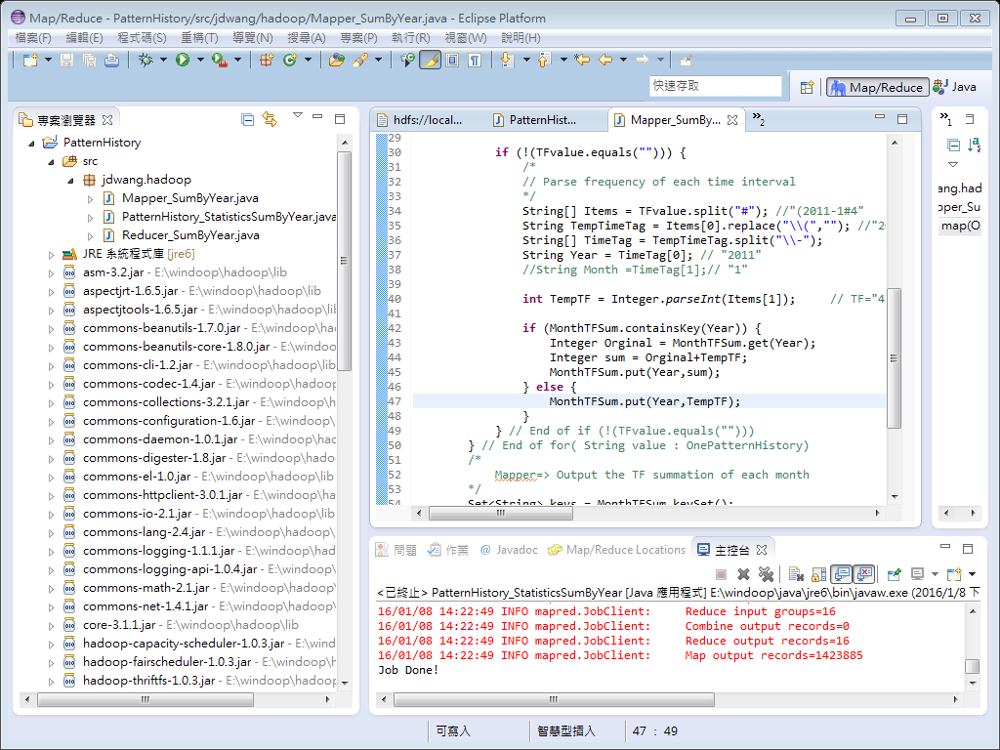 Map/Reduce - PatternHistory/src/jdwang/hadoop/Mapper_SumByYear.java - Eclipse Platform
檔案(F) 編輯(E) 程式碼(S) 重構(T) 導覽(N) 搜尋(A) 專案(P) 執行(R) 視窗(W) 說明(H)
快速存取
Map/Reduce
Java
專案瀏覽器
PatternHistory
src
jdwang.hadoop
Mapper_SumByYear.java
PatternHistory_StatisticsSumByYear.java
Reducer_SumByYear.java
JRE 系統程式庫 [jre6]
asm-3.2.jar - E:\windoop\hadoop\lib
aspectjrt-1.6.5.jar - E:\windoop\hadoop\lib
aspectjtools-1.6.5.jar - E:\windoop\hadoop\lib
commons-beanutils-1.7.0.jar - E:\windoop\ha
commons-beanutils-core-1.8.0.jar - E:\windoo
commons-cli-1.2.jar - E:\windoop\hadoop\lib
commons-codec-1.4.jar - E:\windoop\hadoop
commons-collections-3.2.1.jar - E:\windoop\
commons-configuration-1.6.jar - E:\windoop\
commons-daemon-1.0.1.jar - E:\windoop\had
commons-digester-1.8.jar - E:\windoop\hado
commons-el-1.0.jar - E:\windoop\hadoop\lib
commons-httpclient-3.0.1.jar - E:\windoop\
commons-io-2.1.jar - E:\windoop\hadoop\lib
commons-lang-2.4.jar - E:\windoop\hadoop\
commons-logging-1.1.1.jar - E:\windoop\had
commons-logging-api-1.0.4.jar - E:\windoop\
commons-math-2.1.jar - E:\windoop\hadoop
commons-net-1.4.1.jar - E:\windoop\hadoop
core-3.1.1.jar - E:\windoop\hadoop\lib
hadoop-capacity-scheduler-1.0.3.jar - E:\wind
hadoop-fairscheduler-1.0.3.jar - E:\windoop\
hadoop-thriftfs-1.0.3.jar - E:\windoop\hadoop
hdfs://local... PatternHist... Mapper_SumBy... »2
29
30 if (!(TFvalue.equals(""))) {
31 /*
32 // Parse frequency of each time interval
33 */
34 String[] Items = TFvalue.split("#"); //"(2011-1#4"
35 String TempTimeTag = Items[0].replace("\\(",""); //"20
36 String[] TimeTag = TempTimeTag.split("\\-");
37 String Year = TimeTag[0]; // "2011"
38 //String Month =TimeTag[1];// "1"
39
40 int TempTF = Integer.parseInt(Items[1]); // TF="4
41
42 if (MonthTFSum.containsKey(Year)) {
43 Integer Orginal = MonthTFSum.get(Year);
44 Integer sum = Orginal+TempTF;
45 MonthTFSum.put(Year,sum);
46 } else {
47 MonthTFSum.put(Year,TempTF);
48 }
49 } // End of if (!(TFvalue.equals("")))
50 } // End of for( String value : OnePatternHistory)
51 /*
52 Mapper=> Output the TF summation of each month
53 */
54 Set<String> keys = MonthTFSum.keySet();
»1
ang.had
pper_Su
map(O
問題 作業 @ Javadoc Map/Reduce Locations 主控台
<已終止> PatternHistory_StatisticsSumByYear [Java 應用程式] E:\windoop\java\jre6\bin\javaw.exe (2016/1/8 下
16/01/08 14:22:49 INFO mapred.JobClient: Reduce input groups=16
16/01/08 14:22:49 INFO mapred.JobClient: Combine output records=0
16/01/08 14:22:49 INFO mapred.JobClient: Reduce output records=16
16/01/08 14:22:49 INFO mapred.JobClient: Map output records=1423885
Job Done!
可寫入 智慧型插入 47 : 49